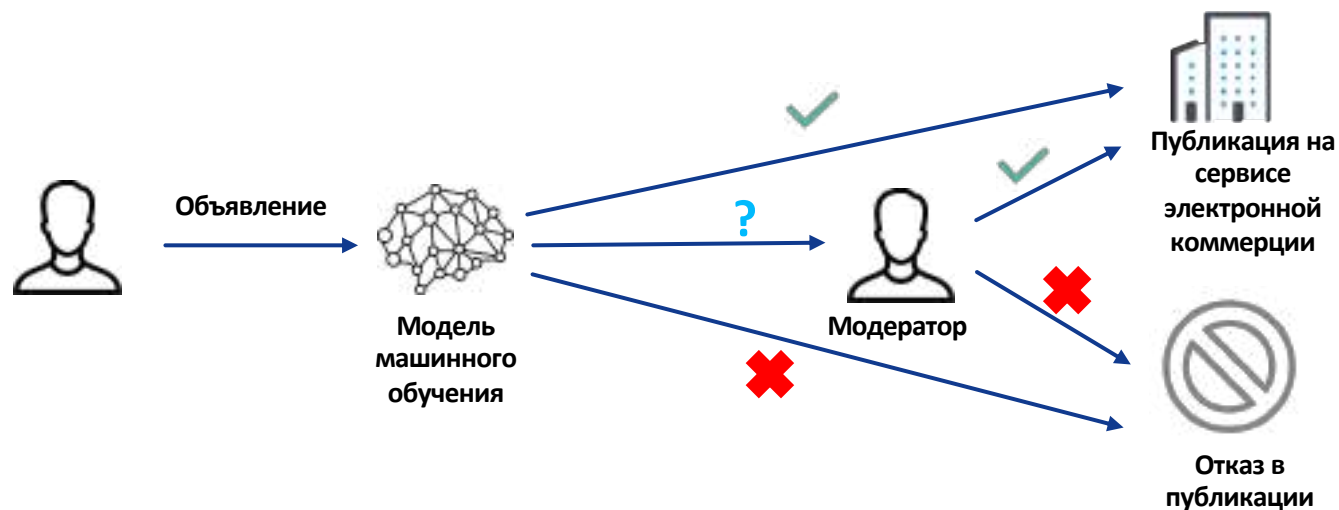 Объявление
Модель
машинного
обучения
?
Модератор
Публикация на
сервисе
электронной
коммерции
Отказ в
публикации